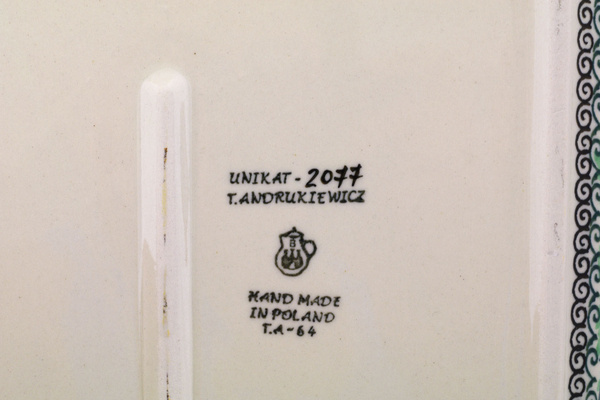 UNIKAT - 2077
T. ANDRUKIEWICZ
B
HAND MADE
IN POLAND
T.A-64